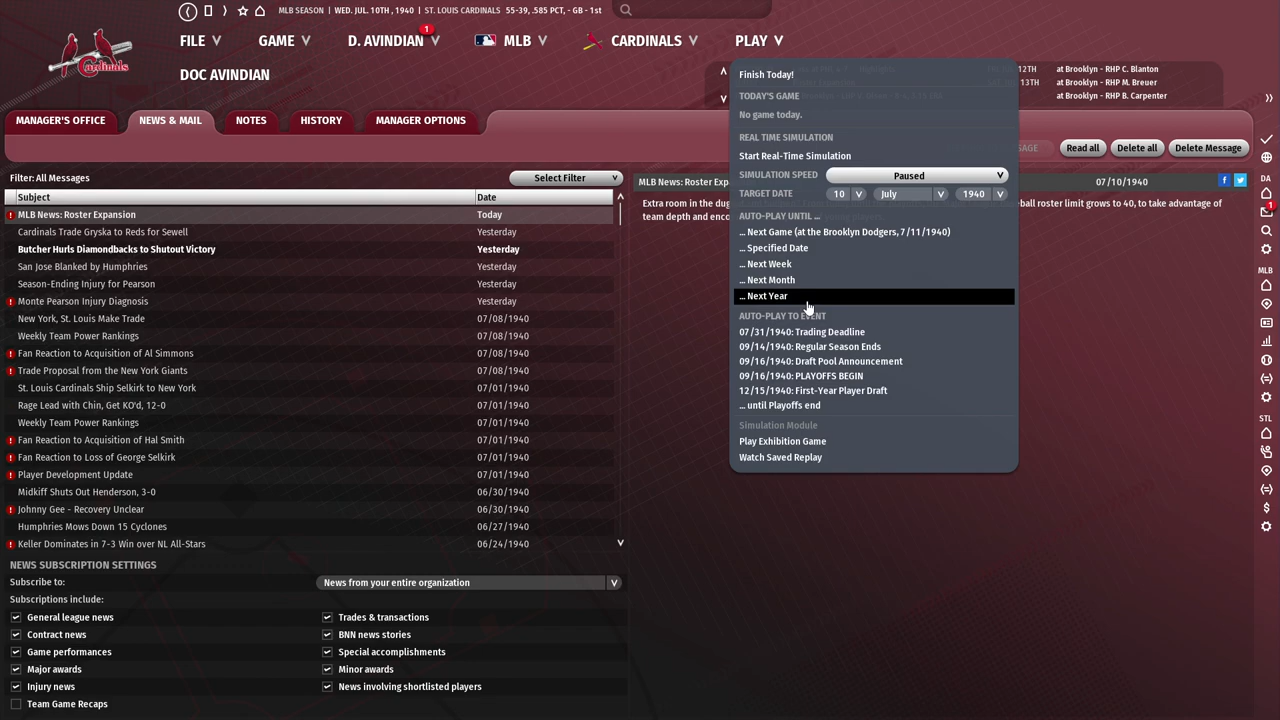 MLB SEASON | WED. JUL. 10TH , 1940 | ST. LOUIS CARDINALS 55-39, .585 PCT, - GB - 1st
FILE GAME D. AVINDIAN 1 MLB CARDINALS PLAY
Cardinals
DOC AVINDIAN
12TH at Brooklyn - RHP C. Blanton
13TH at Brooklyn - RHP M. Breuer
at Brooklyn - RHP B. Carpenter
MANAGER'S OFFICE NEWS & MAIL NOTES HISTORY MANAGER OPTIONS
Read all Delete all Delete Message
Filter: All Messages Select Filter
Subject Date
MLB News: Roster Expansion Today
Cardinals Trade Gryska to Reds for Sewell Yesterday
Butcher Hurls Diamondbacks to Shutout Victory Yesterday
San Jose Blanked by Humphries Yesterday
Season-Ending Injury for Pearson Yesterday
Monte Pearson Injury Diagnosis Yesterday
New York, St. Louis Make Trade 07/08/1940
Weekly Team Power Rankings 07/08/1940
Fan Reaction to Acquisition of Al Simmons 07/08/1940
Trade Proposal from the New York Giants 07/08/1940
St. Louis Cardinals Ship Selkirk to New York 07/01/1940
Rage Lead with Chin, Get KO'd, 12-0 07/01/1940
Weekly Team Power Rankings 07/01/1940
Fan Reaction to Acquisition of Hal Smith 07/01/1940
Fan Reaction to Loss of George Selkirk 07/01/1940
Player Development Update 07/01/1940
Midkiff Shuts Out Henderson, 3-0 06/30/1940
Johnny Gee - Recovery Unclear 06/30/1940
Humphries Mows Down 15 Cyclones 06/27/1940
Keller Dominates in 7-3 Win over NL All-Stars 06/24/1940
NEWS SUBSCRIPTION SETTINGS
Subscribe to: News from your entire organization
Subscriptions include:
General league news Trades & transactions
Contract news BNN news stories
Game performances Special accomplishments
Major awards Minor awards
Injury news News involving shortlisted players
Team Game Recaps
MLB News: Roster Exp 07/10/1940
Extra room in the dug eball roster limit grows to 40, to take advantage of
team depth and enco
Finish Today!
TODAY'S GAME
No game today.
REAL TIME SIMULATION
Start Real-Time Simulation
SIMULATION SPEED Paused
TARGET DATE 10 July 1940
AUTO-PLAY UNTIL ...
... Next Game (at the Brooklyn Dodgers, 7/11/1940)
... Specified Date
... Next Week
... Next Month
... Next Year
AUTO-PLAY TO EVENT
07/31/1940: Trading Deadline
09/14/1940: Regular Season Ends
09/16/1940: Draft Pool Announcement
09/16/1940: PLAYOFFS BEGIN
12/15/1940: First-Year Player Draft
... until Playoffs end
Simulation Module
Play Exhibition Game
Watch Saved Replay
DA
1
MLB
STL